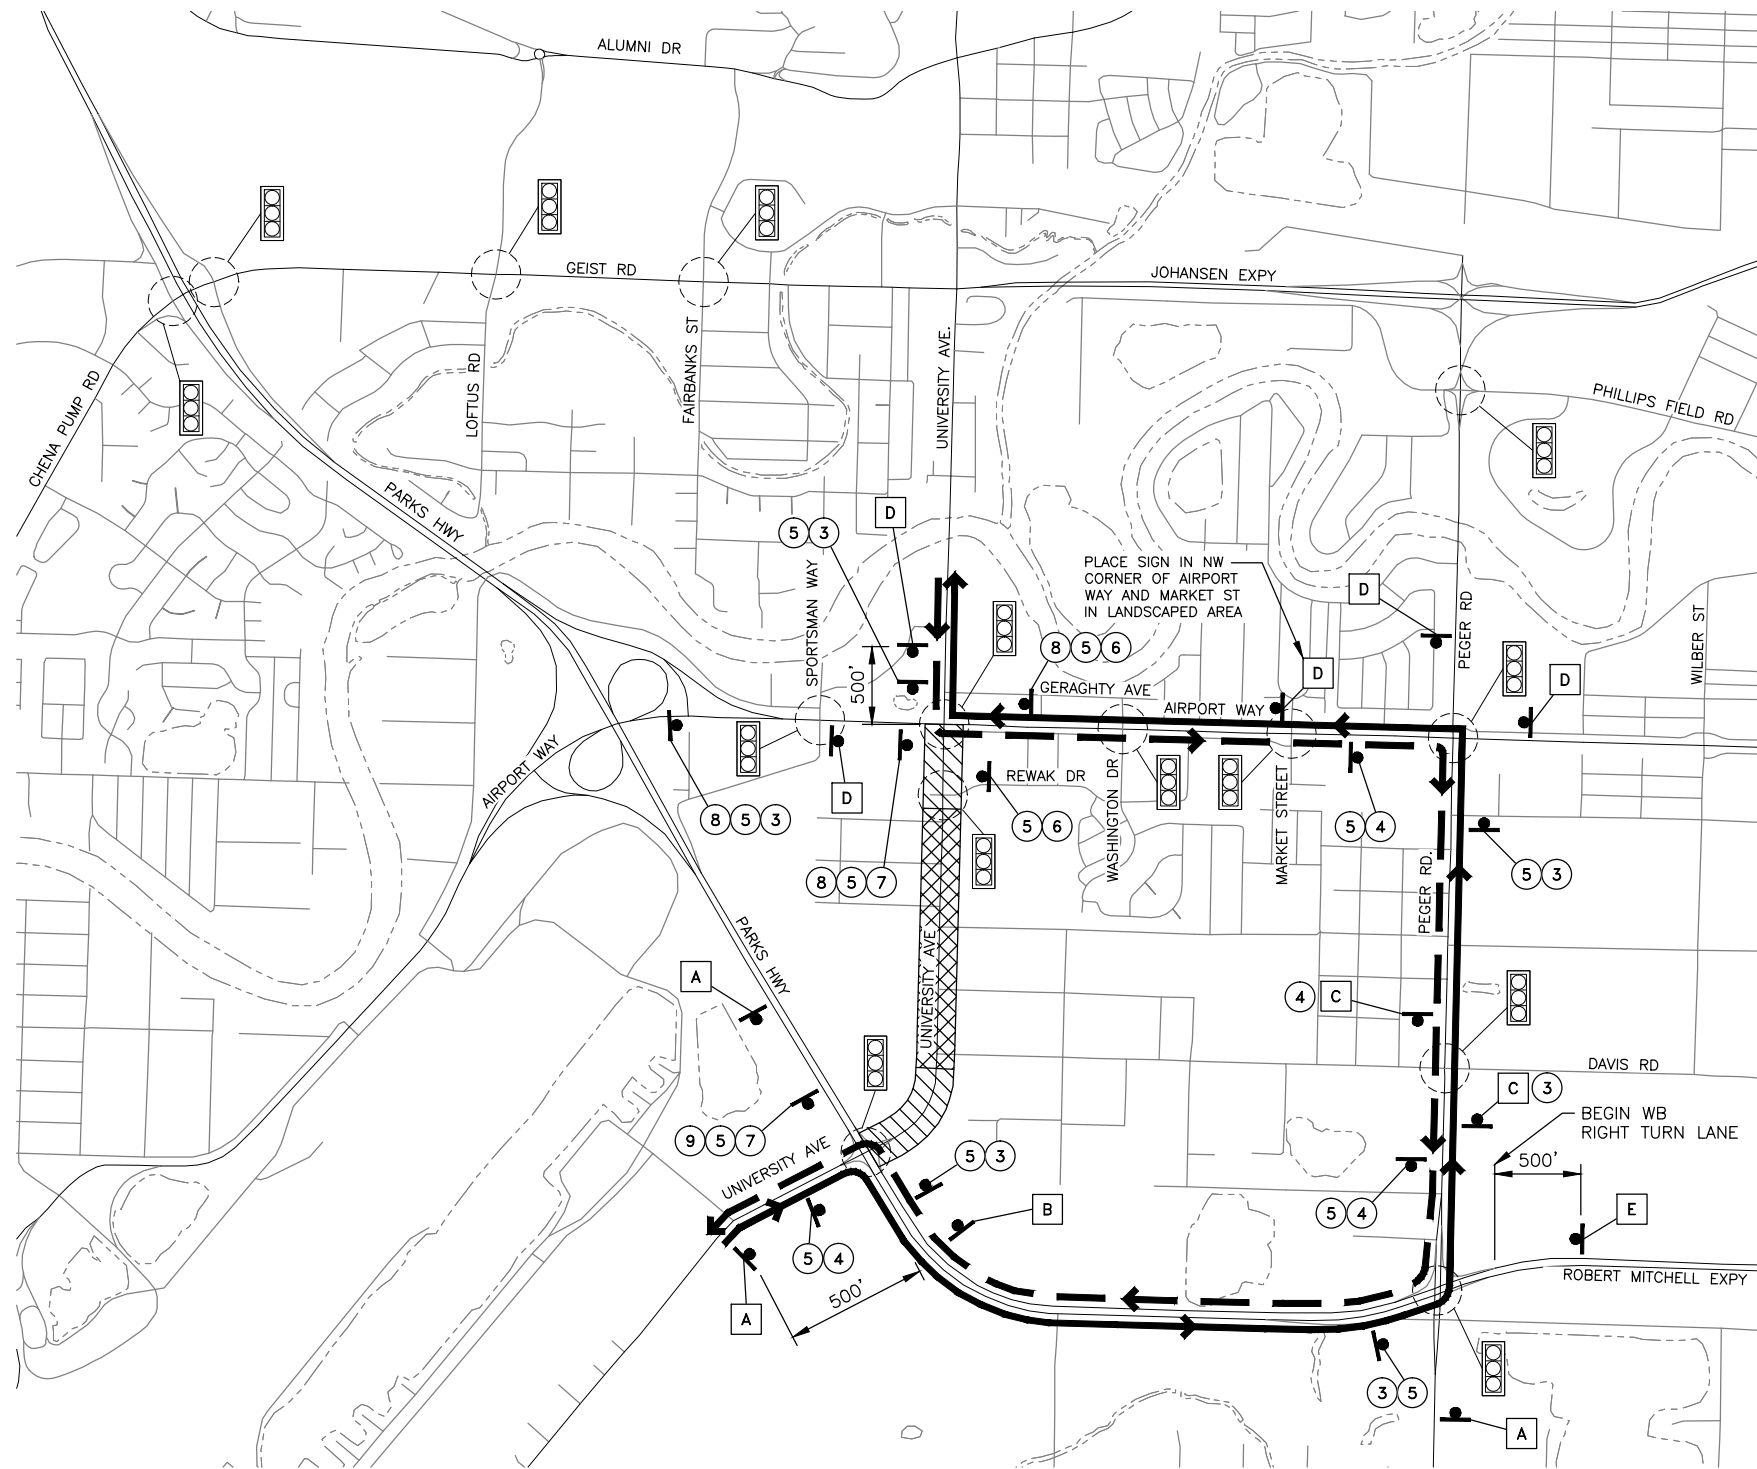 ALUMNI DR
GEIST RD
JOHANSEN EXPY
CHENA PUMP RD
LOFTUS RD
FAIRBANKS ST
UNIVERSITY AVE.
PHILLIPS FIELD RD
PARKS HWY
D
5 3
SPORTSMAN WAY
PLACE SIGN IN NW
CORNER OF AIRPORT
WAY AND MARKET ST
IN LANDSCAPED AREA
D
PEGER RD
WILBER ST
8 5 6
500'
GERAGHTY AVE
D
D
AIRPORT WAY
AIRPORT WAY
REWAK DR
WASHINGTON DR
MARKET STREET
D
8 5 3
5 6
5 4
8 5 7
5 3
PEGER RD.
PARKS HWY
UNIVERSITY AVE
A
4 C
DAVIS RD
C 3
BEGIN WB
RIGHT TURN LANE
500'
9 5 7
UNIVERSITY AVE
5 3
B
5 4
E
5 4
ROBERT MITCHELL EXPY
500'
A
3 5
A